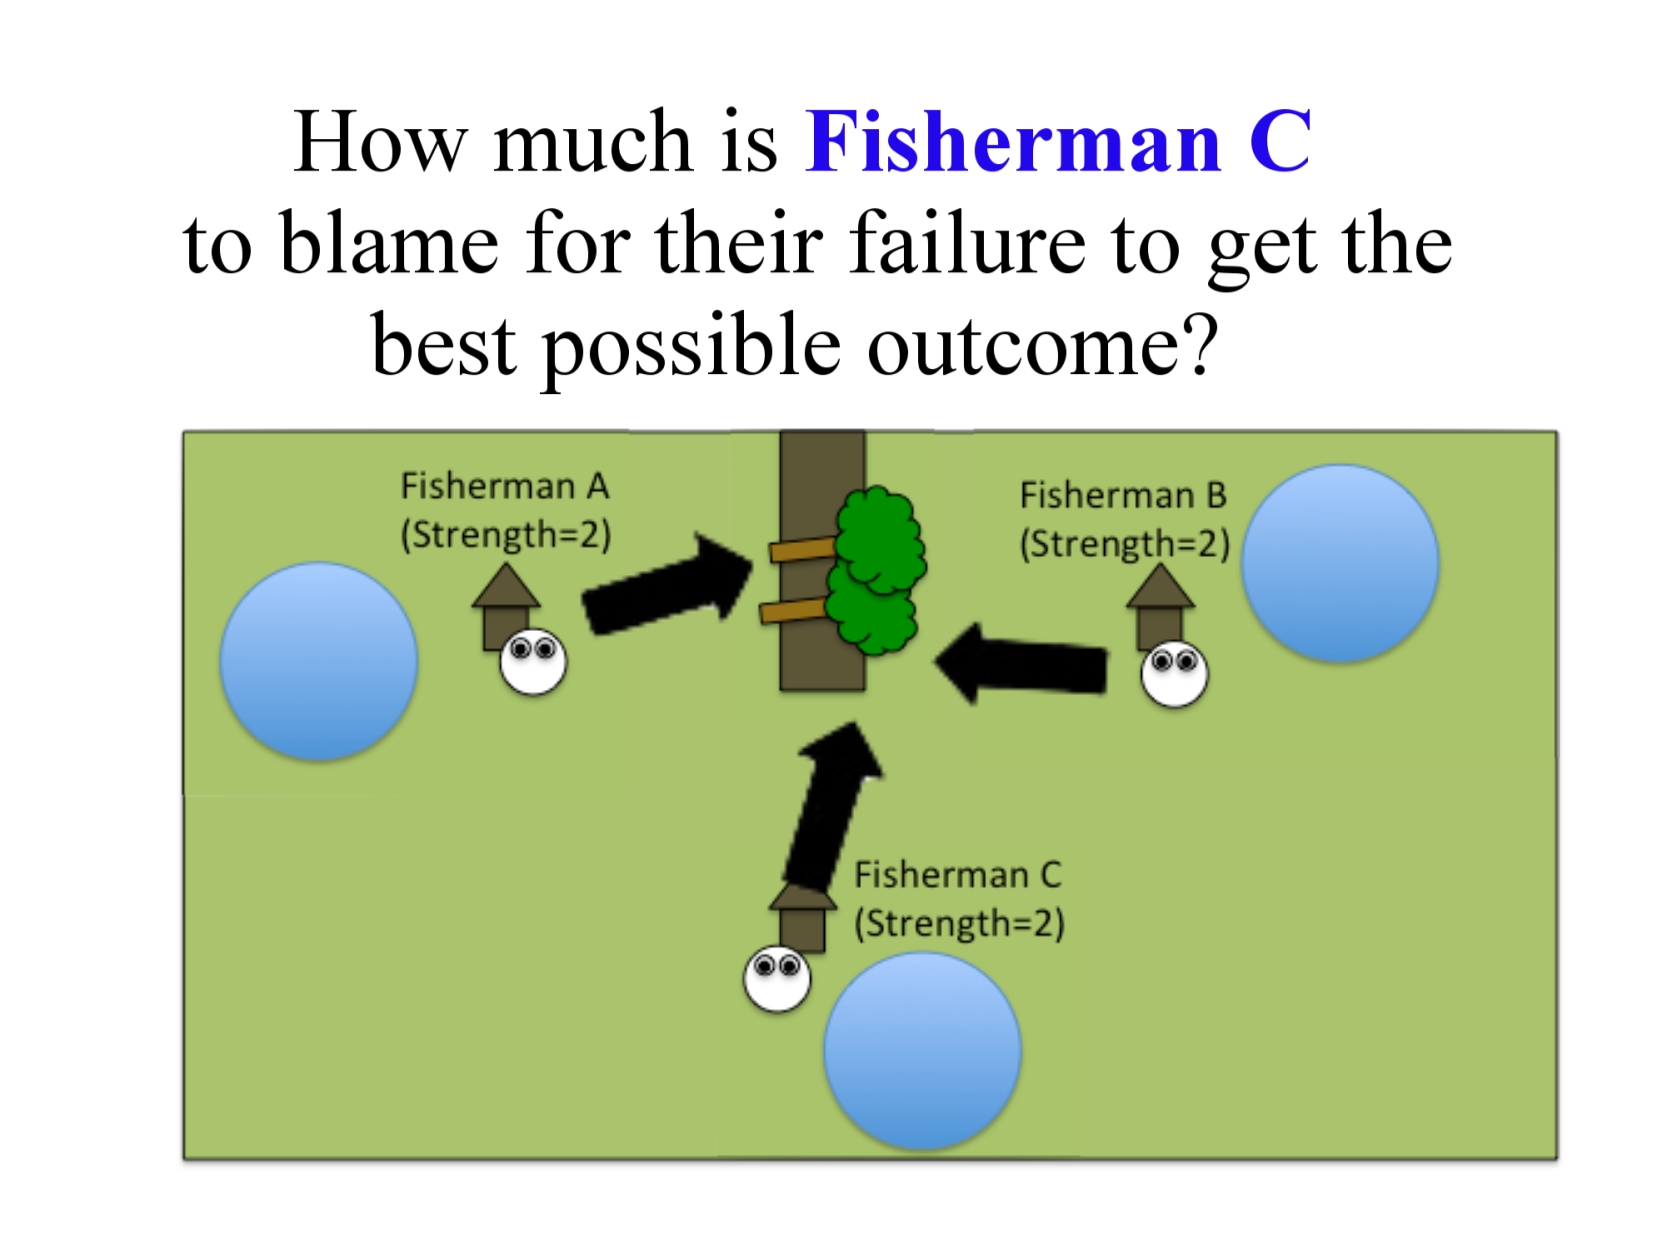 How much is Fisherman C
to blame for their failure to get the
best possible outcome?
Fisherman A
(Strength=2)
Fisherman B
(Strength=2)
Fisherman C
(Strength=2)